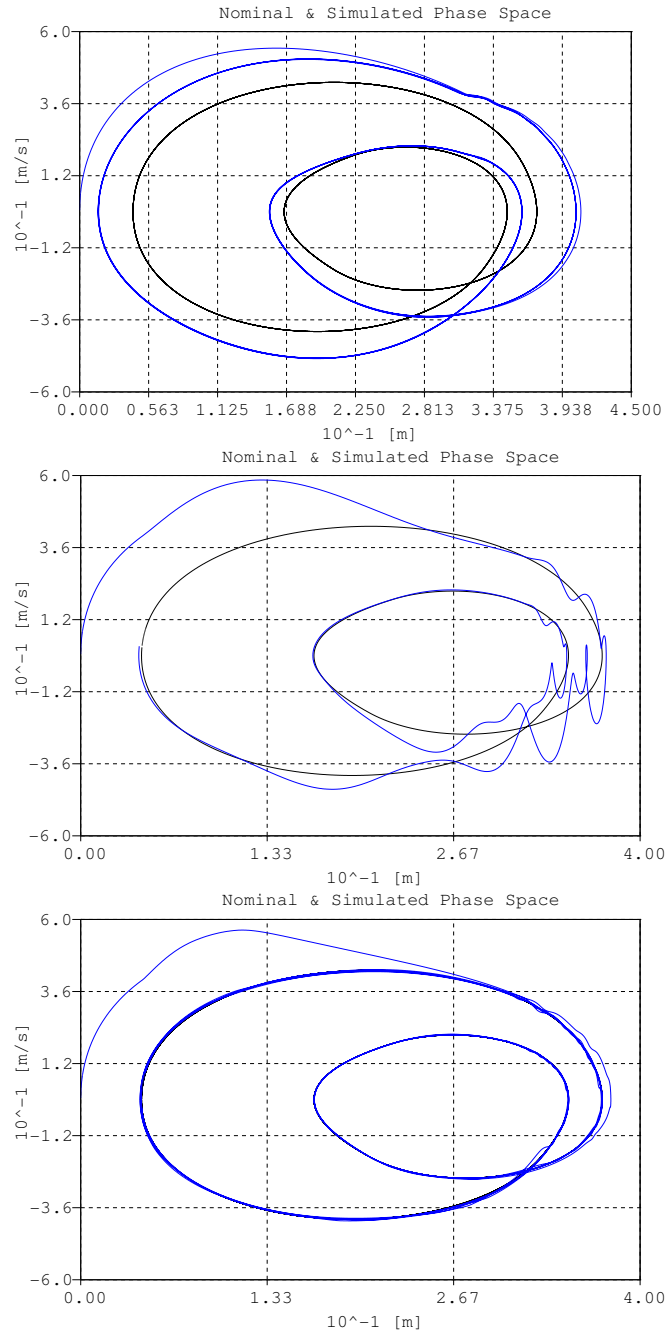 Nominal & Simulated Phase Space
6.0
3.6
1.2
-1.2
-3.6
-6.0
10^-1 [m/s]
0.000 0.563 1.125 1.688 2.250 2.813 3.375 3.938 4.500
10^-1 [m]
Nominal & Simulated Phase Space
6.0
3.6
1.2
-1.2
-3.6
-6.0
10^-1 [m/s]
0.00 1.33 2.67 4.00
10^-1 [m]
Nominal & Simulated Phase Space
6.0
3.6
1.2
-1.2
-3.6
-6.0
10^-1 [m/s]
0.00 1.33 2.67 4.00
10^-1 [m]